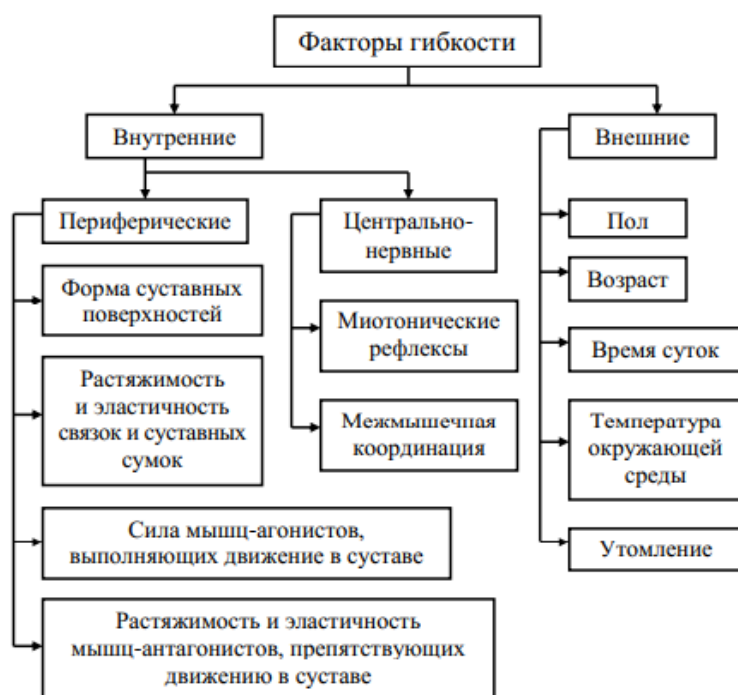 Факторы гибкости
Внутренние
Внешние
Периферические
Центрально-
нервные
Пол
Форма суставных
поверхностей
Возраст
Миотонические
рефлексы
Время суток
Растяжимость
и эластичность
связок и суставных
сумок
Межмышечная
координация
Температура
окружающей
среды
Сила мышц-агонистов,
выполняющих движение в суставе
Утомление
Растяжимость и эластичность
мышц-антагонистов, препятствующих
движению в суставе